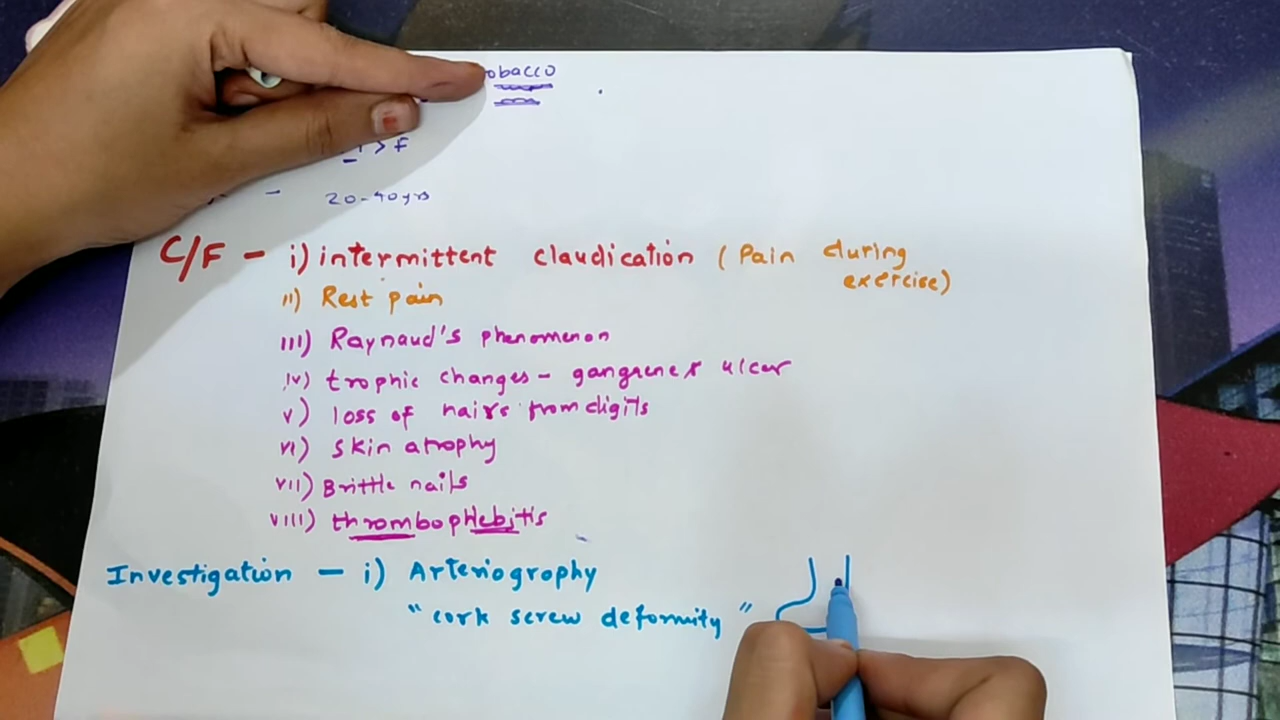 obacco
> F
- 20-40yrs
C/F - i) intermittent claudication (Pain during
exercise)
ii) Rest pain
iii) Raynaud's phenomenon
iv) trophic changes - gangrene & ulcer
v) loss of hairs from digits
vi) skin atrophy
vii) Brittle nails
viii) thrombophlebitis
Investigation - i) Arteriography
"cork screw deformity"